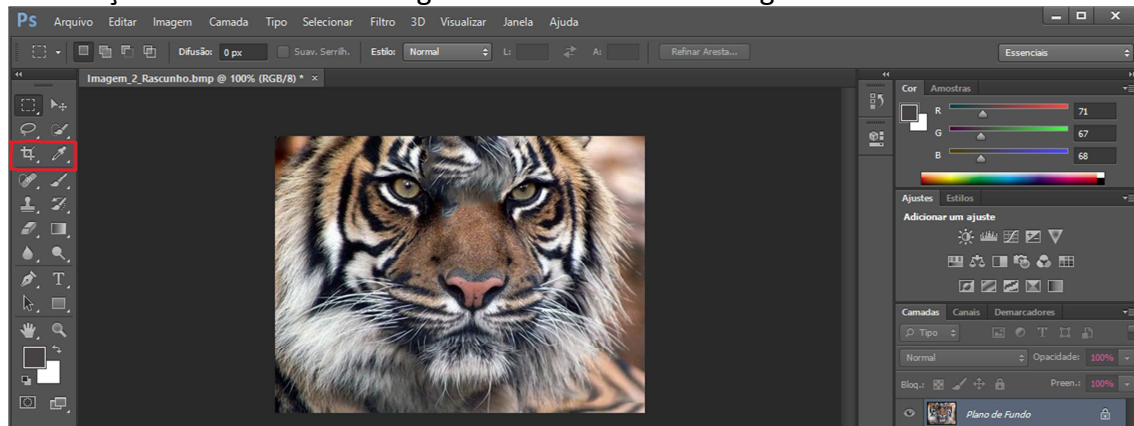 Ps Arquivo Editar Imagem Camada Tipo Selecionar Filtro 3D Visualizar Janela Ajuda
Difusão: 0 px Suav. Serrilh. Estilo: Normal L: A: Refinar Aresta... Essenciais
Imagem_2_Rascunho.bmp @ 100% (RGB/8) * ×
Cor Amostras
R 71
G 67
B 68
Ajustes Estilos
Adicionar um ajuste
T
Camadas Canais Demarcadores
Tipo T
Normal Opacidade: 100%
Bloq.: Preen.: 100%
Plano de Fundo